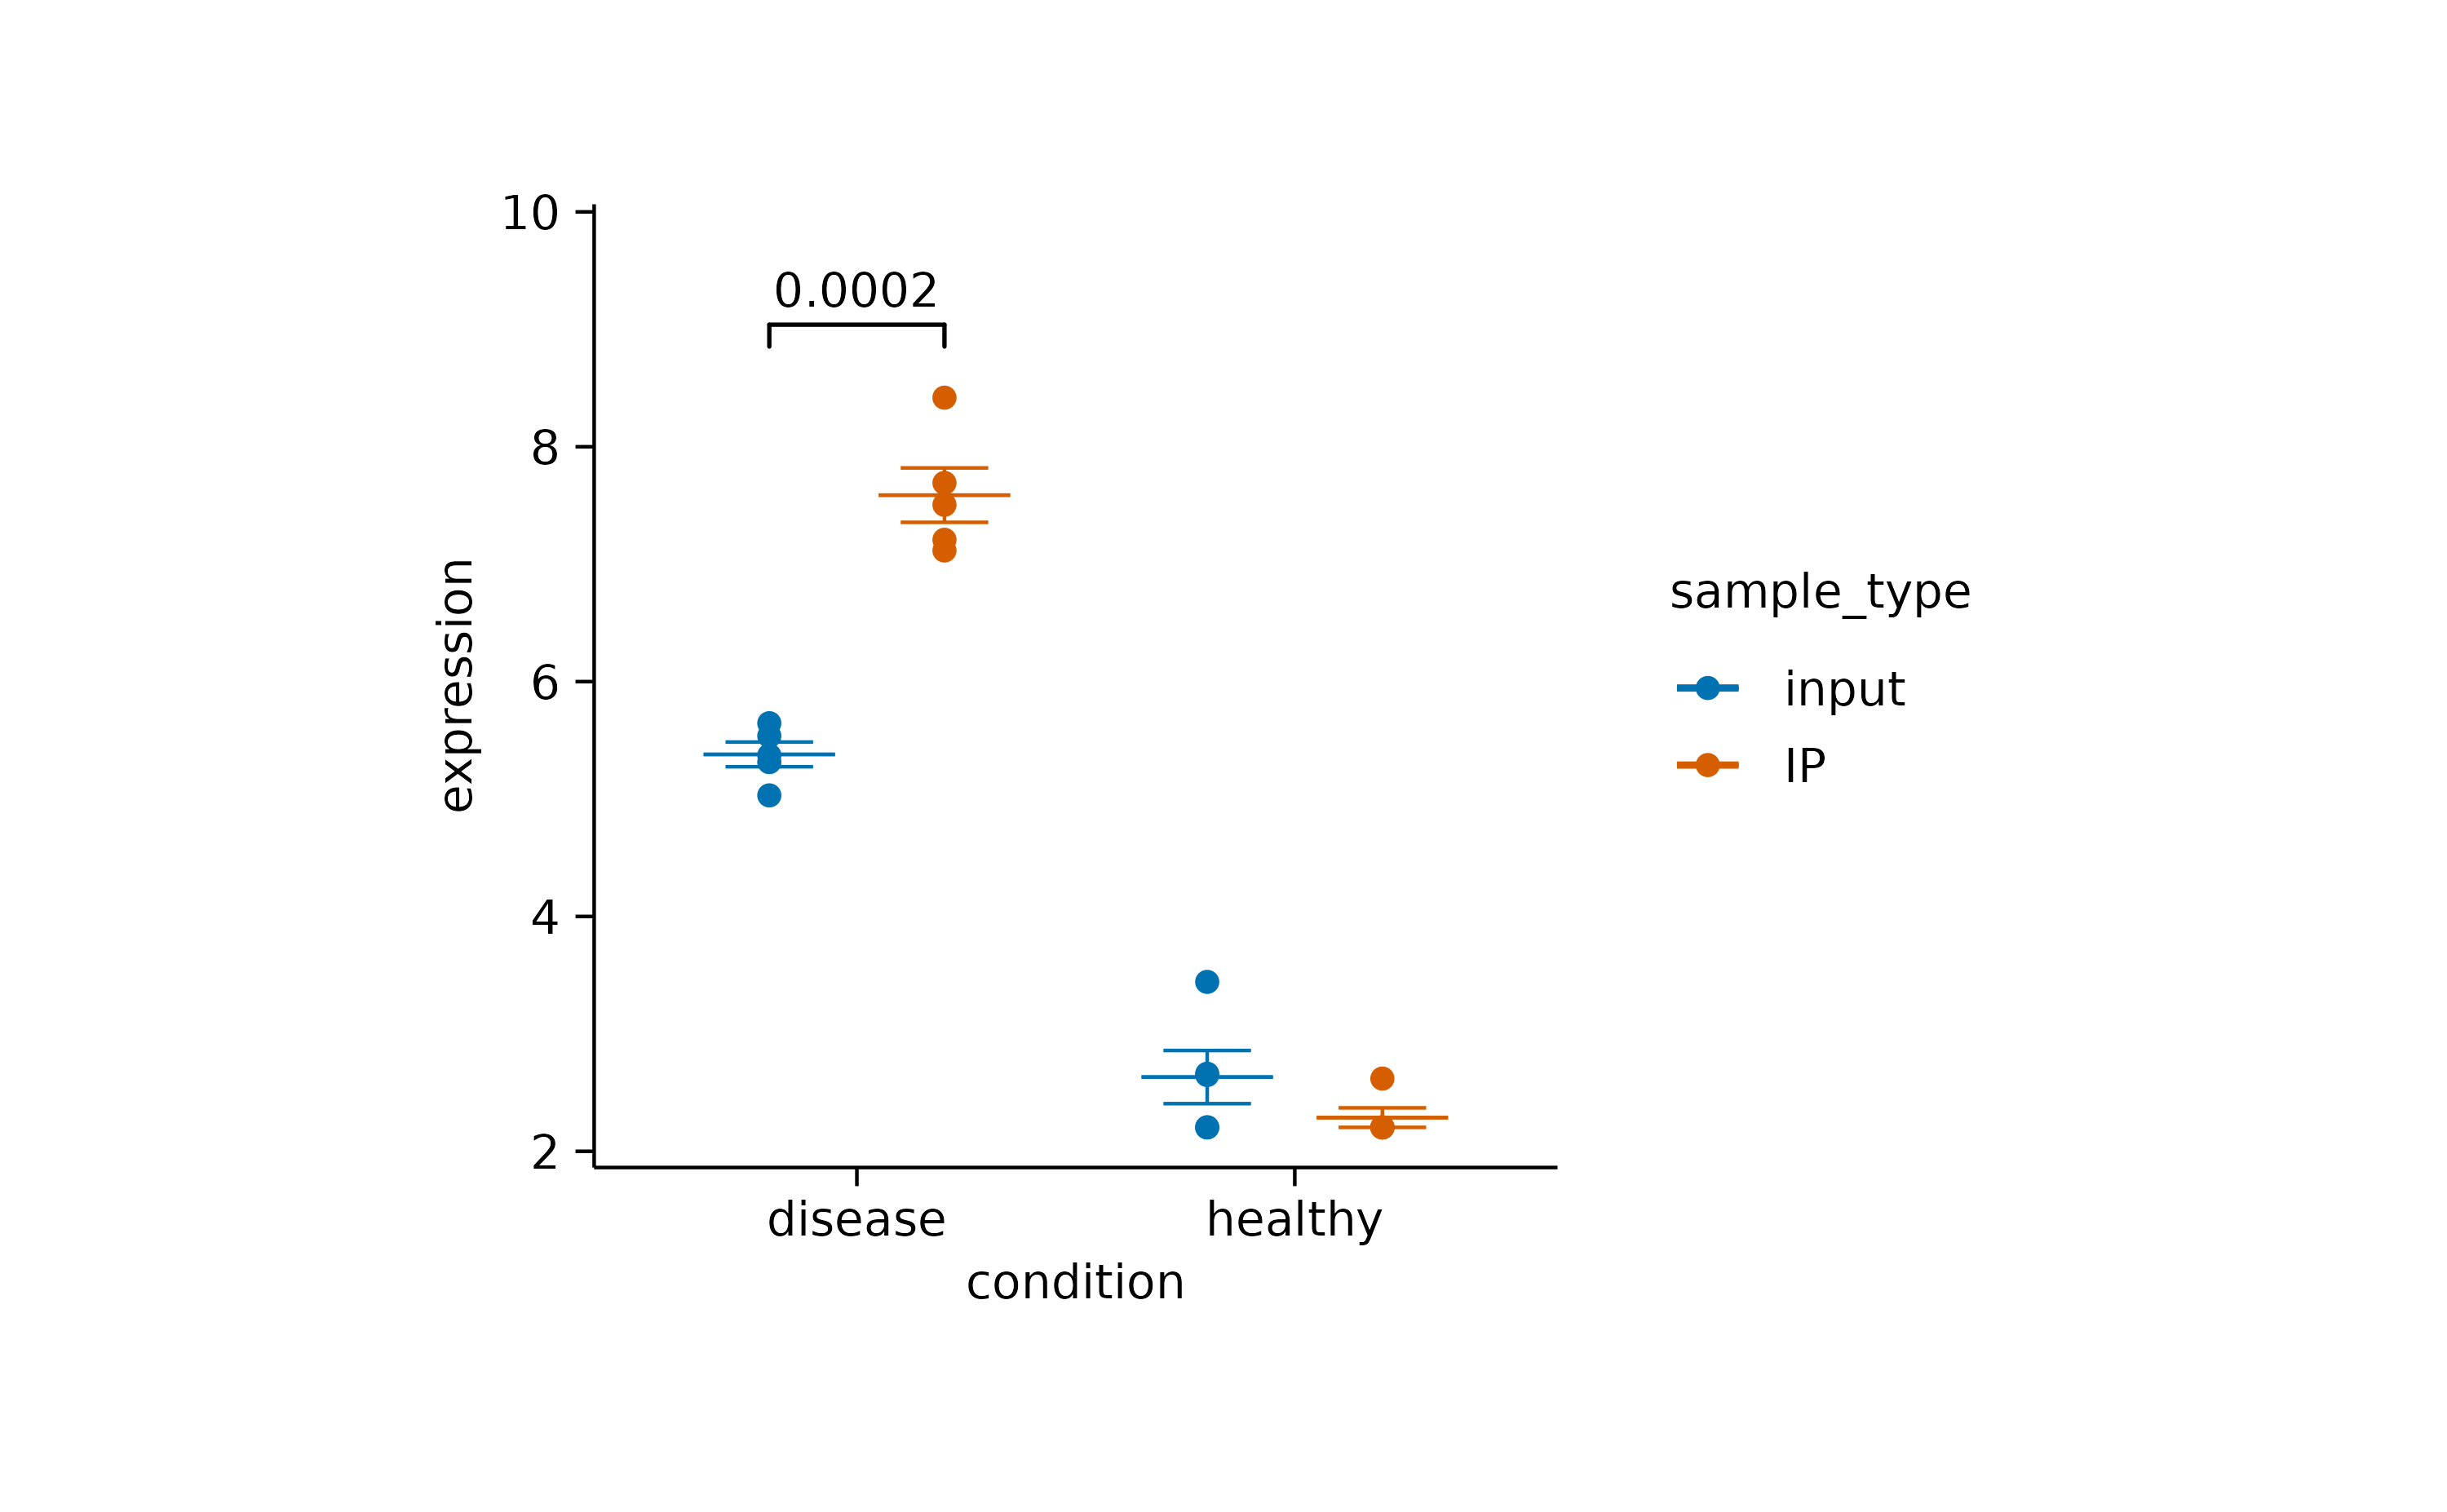 10
0.0002
8
6
4
2
expression
disease
healthy
condition
sample_type
input
IP